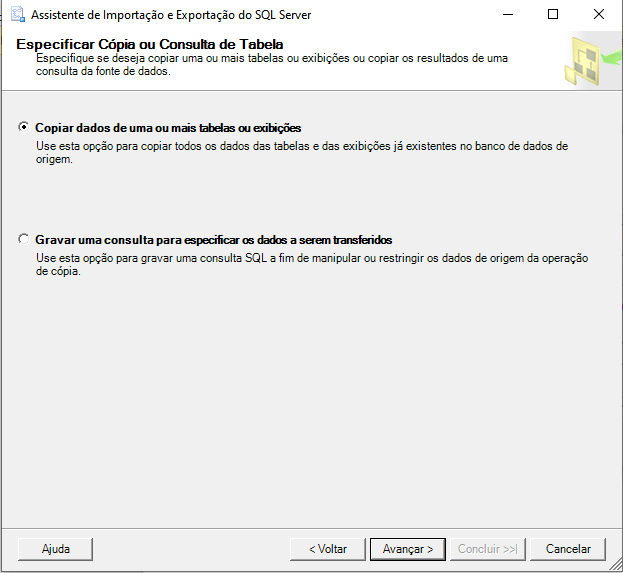 Assistente de Importação e Exportação do SQL Server
Especificar Cópia ou Consulta de Tabela
Especifique se deseja copiar uma ou mais tabelas ou exibições ou copiar os resultados de uma
consulta da fonte de dados.
Copiar dados de uma ou mais tabelas ou exibições
Use esta opção para copiar todos os dados das tabelas e das exibições já existentes no banco de dados de
origem.
Gravar uma consulta para especificar os dados a serem transferidos
Use esta opção para gravar uma consulta SQL a fim de manipular ou restringir os dados de origem da operação
de cópia.
Ajuda
< Voltar
Avançar >
Concluir >>|
Cancelar